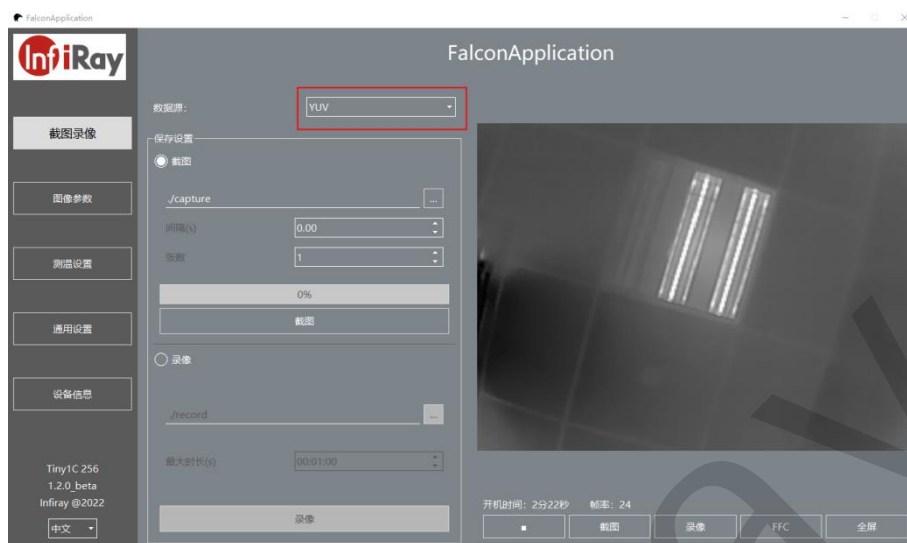 FalconApplication
InfiRay
FalconApplication
数据源:
YUV
截图录像
保存设置
截图
图像参数
./capture
...
间隔(s)
0.00
测温设置
张数
1
0%
通用设置
截图
录像
设备信息
./record
...
最大时长(s)
00:01:00
Tiny1C 256
1.2.0_beta
Infiray @2022
中文
录像
开机时间: 2分22秒 帧率: 24
截图
录像
FFC
全屏